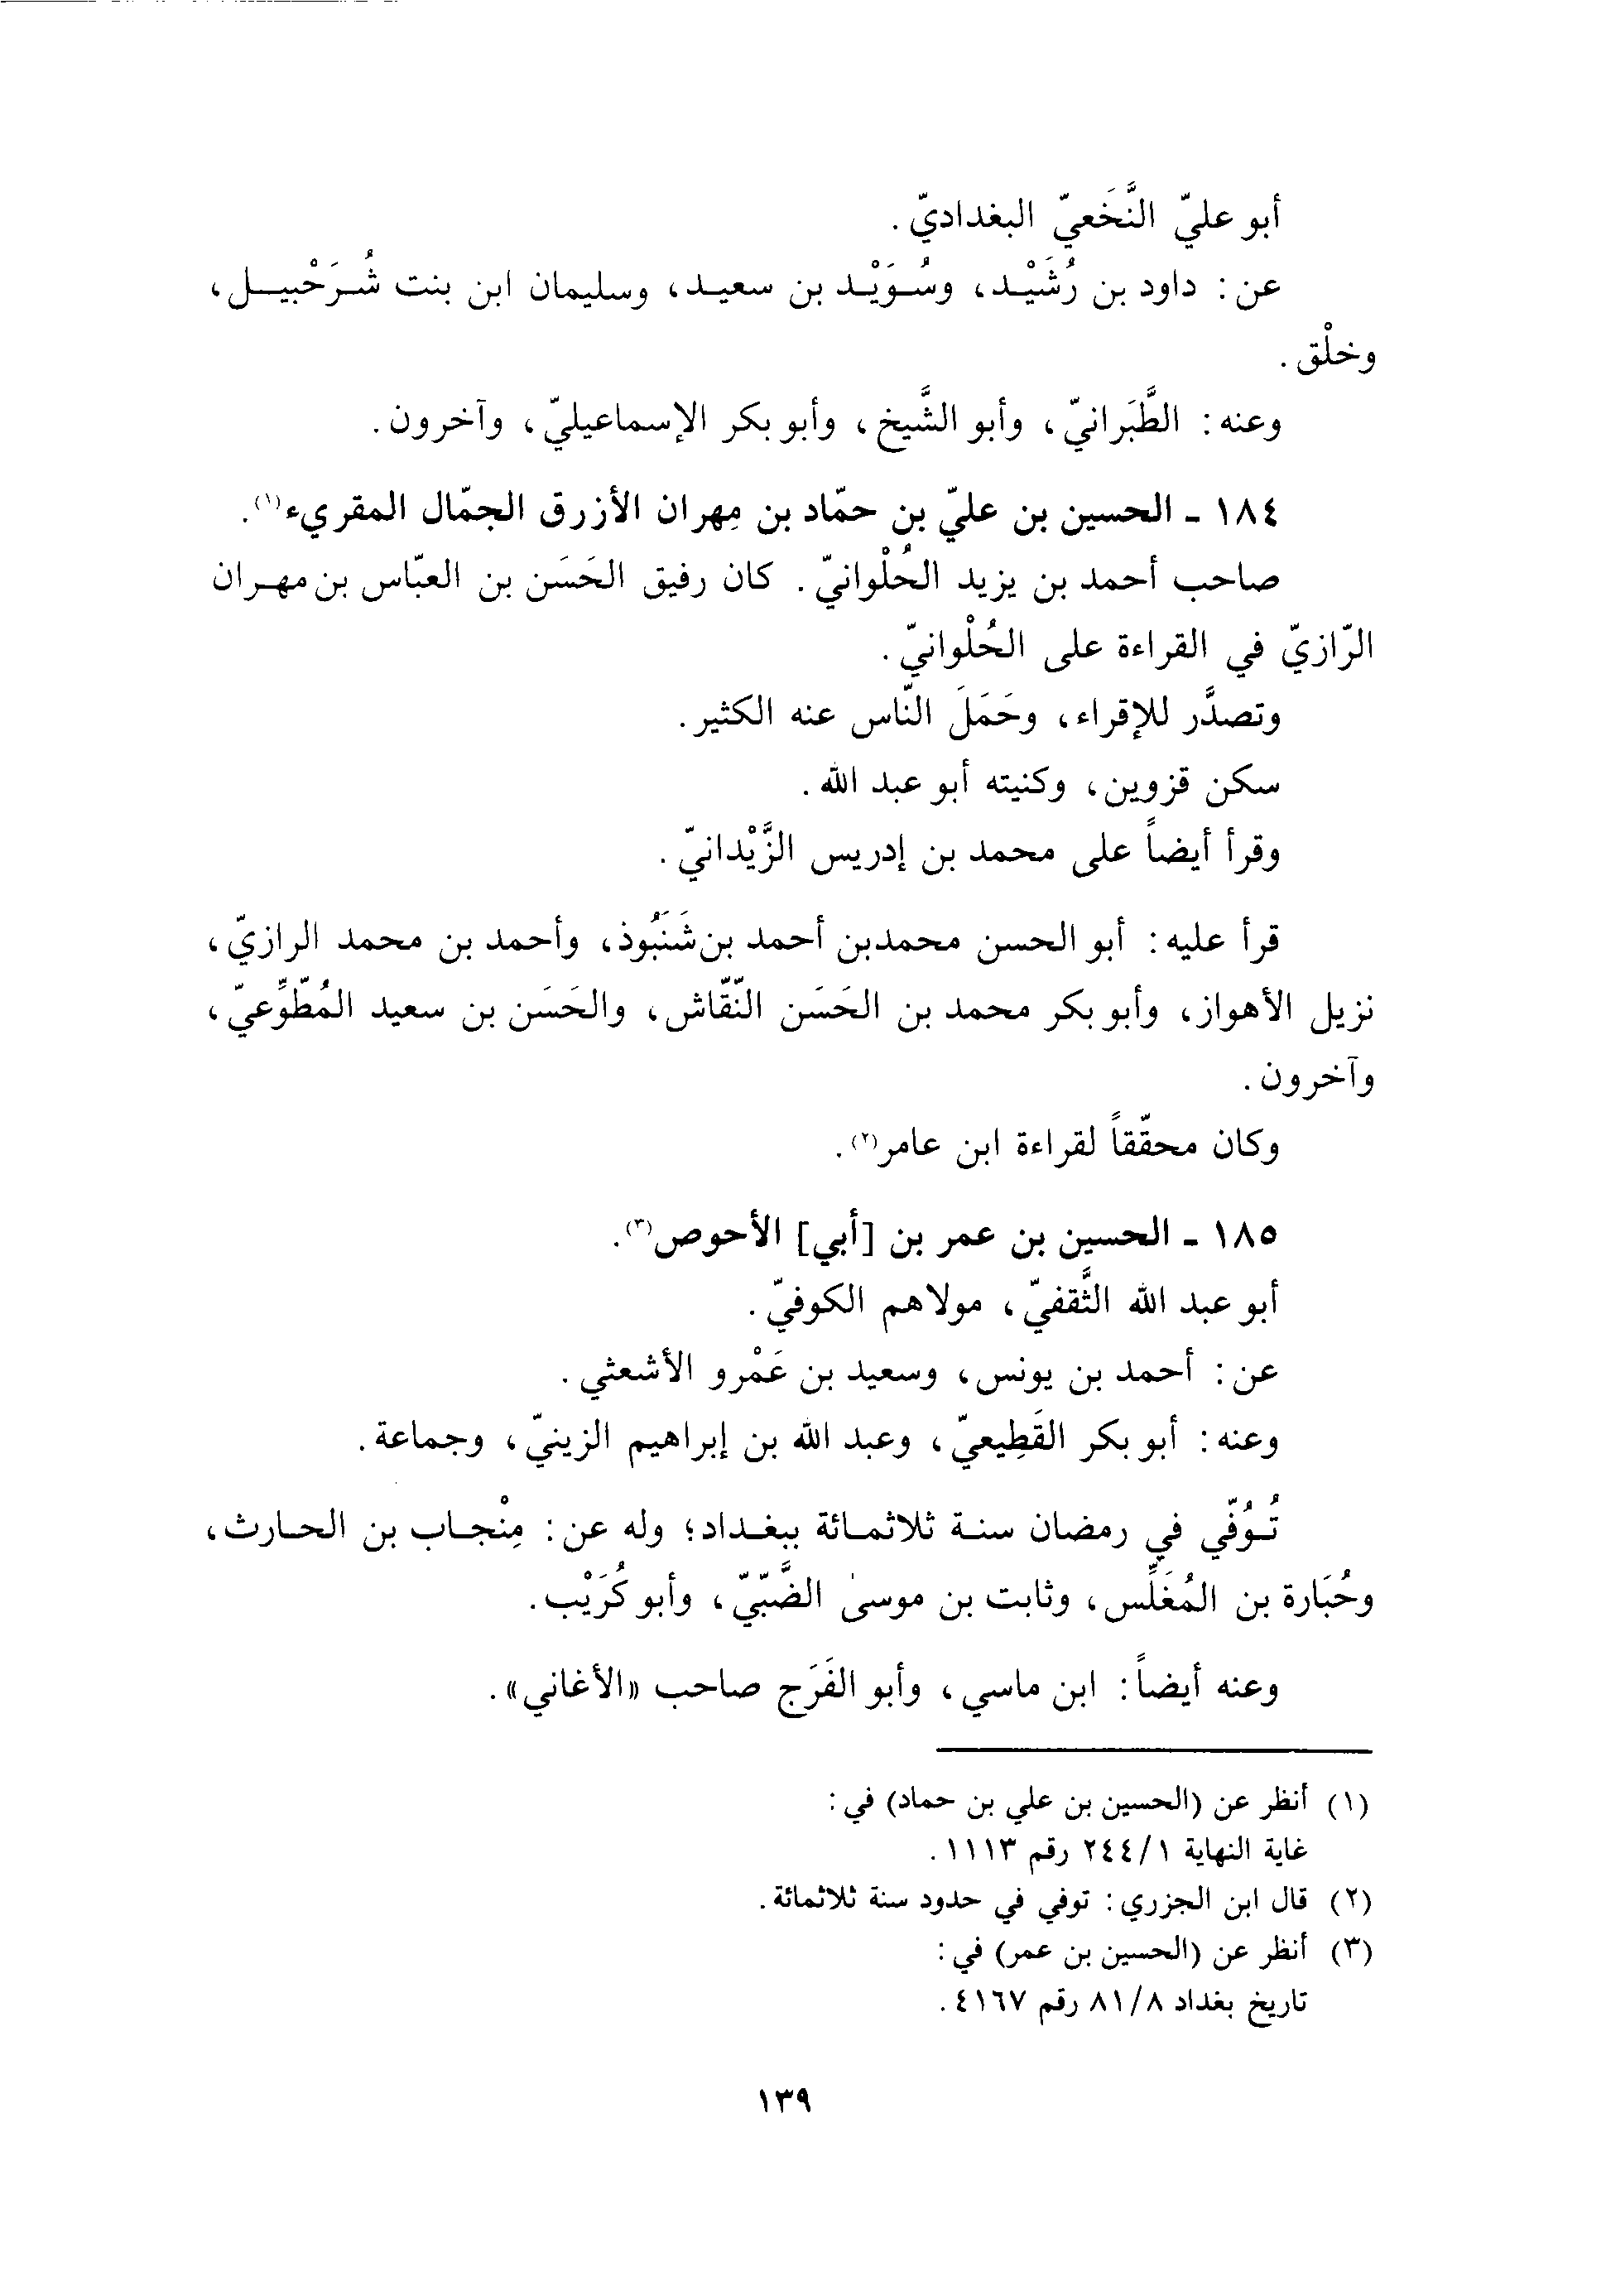 أبو عليّ النَّخَعيّ البغداديّ.
عن: داود بن رُشَيْد، وسُوَيْد بن سعيد، وسليمان ابن بنت شُرَحْبيل،
وخلْق.
وعنه: الطَّبَرانيّ، وأبو الشَّيخ، وأبو بكر الإسماعيليّ، وآخرون.
١٨٤ - الحسين بن عليّ بن حمّاد بن مِهران الأزرق الجمّال المقريء(١).
صاحب أحمد بن يزيد الحُلْوانيّ. كان رفيق الحَسَن بن العبّاس بن مهران
الرّازيّ في القراءة على الحُلْوانيّ.
وتصدَّر للإقراء، وحَمَلَ النّاس عنه الكثير.
سكن قزوين، وكنيته أبو عبد الله.
وقرأ أيضاً على محمد بن إدريس الزَّيْدانيّ.
قرأ عليه: أبو الحسن محمد بن أحمد بن شَنَبُوذ، وأحمد بن محمد الرازيّ،
نزيل الأهواز، وأبو بكر محمد بن الحَسَن النّقّاش، والحَسَن بن سعيد المُطّوِّعيّ،
وآخرون.
وكان محقّقاً لقراءة ابن عامر(٢).
١٨٥ - الحسين بن عمر بن [أبي] الأحوص(٣).
أبو عبد الله الثَّقفيّ، مولاهم الكوفيّ.
عن: أحمد بن يونس، وسعيد بن عَمْرو الأشعثي.
وعنه: أبو بكر القَطِيعيّ، وعبد الله بن إبراهيم الزينيّ، وجماعة.
تُوُفّي في رمضان سنة ثلاثمائة ببغداد؛ وله عن: مِنْجاب بن الحارث،
وحُبَارة بن المُغَلِّس، وثابت بن موسىٰ الضَّبّيّ، وأبو كُرَيْب.
وعنه أيضاً: ابن ماسي، وأبو الفَرَج صاحب «الأغاني».
(١) أنظر عن (الحسين بن علي بن حماد) في:
غاية النهاية ٢٤٤/١ رقم ١١١٣.
(٢) قال ابن الجزري: توفي في حدود سنة ثلاثمائة.
(٣) أنظر عن (الحسين بن عمر) في:
تاريخ بغداد ٨١/٨ رقم ٤١٦٧.
١٣٩